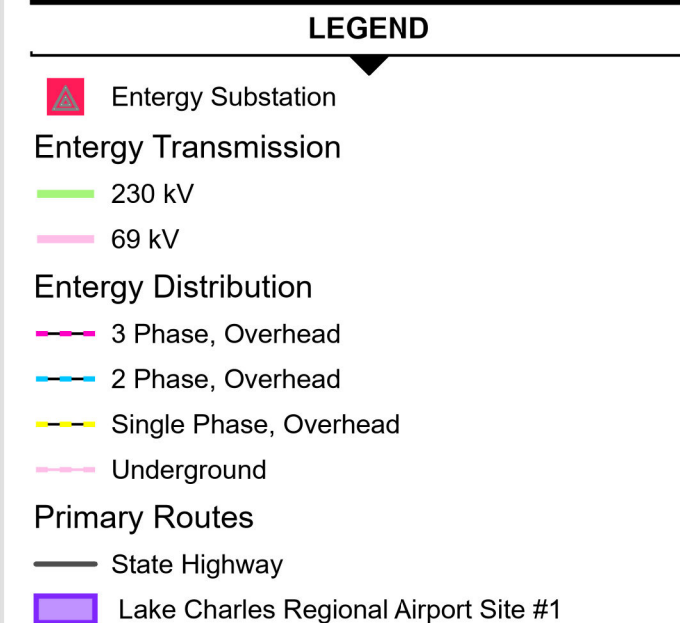 LEGEND
Entergy Substation
Entergy Transmission
230 kV
69 kV
Entergy Distribution
3 Phase, Overhead
2 Phase, Overhead
Single Phase, Overhead
Underground
Primary Routes
State Highway
Lake Charles Regional Airport Site #1